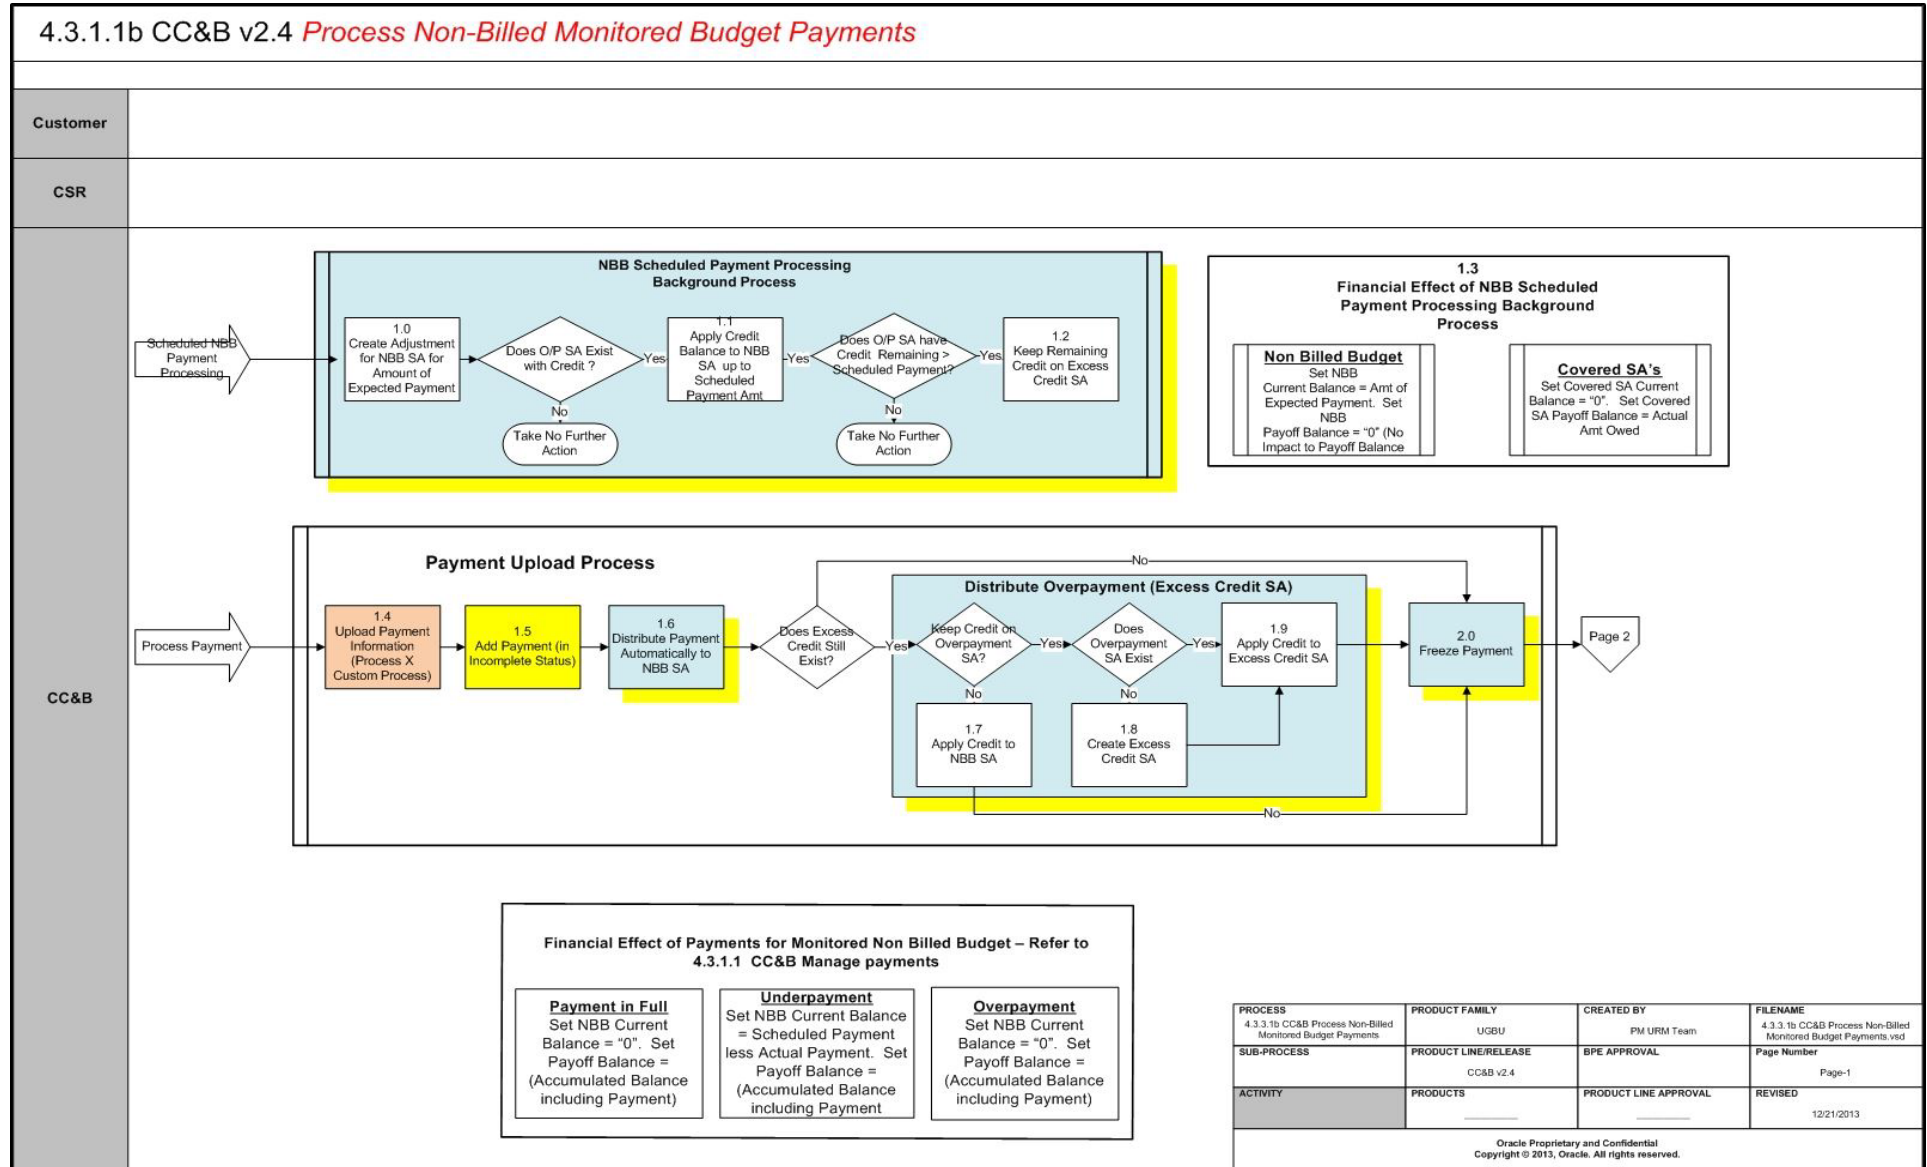 4.3.1.1b CC&B v2.4 Process Non-Billed Monitored Budget Payments
Customer
CSR
CC&B
NBB Scheduled Payment Processing
Background Process
Scheduled NBB
Payment
Processing
1.0
Create Adjustment
for NBB SA for
Amount of
Expected Payment
Does O/P SA Exist
with Credit ?
Yes
No
Take No Further
Action
1.1
Apply Credit
Balance to NBB
SA up to
Scheduled
Payment Amt
Yes
Does O/P SA have
Credit Remaining >
Scheduled Payment?
Yes
No
Take No Further
Action
1.2
Keep Remaining
Credit on Excess
Credit SA
1.3
Financial Effect of NBB Scheduled
Payment Processing Background
Process
Non Billed Budget
Set NBB
Current Balance = Amt of
Expected Payment. Set
NBB
Payoff Balance = “0” (No
Impact to Payoff Balance
Covered SA's
Set Covered SA Current
Balance = “0”. Set Covered
SA Payoff Balance = Actual
Amt Owed
Payment Upload Process
Process Payment
1.4
Upload Payment
Information
(Process X
Custom Process)
1.5
Add Payment (in
Incomplete Status)
1.6
Distribute Payment
Automatically to
NBB SA
Does Excess
Credit Still
Exist?
No
Yes
Distribute Overpayment (Excess Credit SA)
Keep Credit on
Overpayment
SA?
Yes
No
Does
Overpayment
SA Exist
Yes
No
1.9
Apply Credit to
Excess Credit SA
1.7
Apply Credit to
NBB SA
1.8
Create Excess
Credit SA
No
2.0
Freeze Payment
Page 2
Financial Effect of Payments for Monitored Non Billed Budget – Refer to
4.3.1.1 CC&B Manage payments
Payment in Full
Set NBB Current
Balance = “0”. Set
Payoff Balance =
(Accumulated Balance
including Payment)
Underpayment
Set NBB Current Balance
= Scheduled Payment
less Actual Payment. Set
Payoff Balance =
(Accumulated Balance
including Payment
Overpayment
Set NBB Current
Balance = “0”. Set
Payoff Balance =
(Accumulated Balance
including Payment)
PROCESS
4.3.3.1b CC&B Process Non-Billed
Monitored Budget Payments
PRODUCT FAMILY
UGBU
CREATED BY
PM URM Team
FILENAME
4.3.3.1b CC&B Process Non-Billed
Monitored Budget Payments.vsd
SUB-PROCESS
PRODUCT LINE/RELEASE
CC&B v2.4
BPE APPROVAL
Page Number
Page-1
ACTIVITY
PRODUCTS
PRODUCT LINE APPROVAL
REVISED
12/21/2013
Oracle Proprietary and Confidential
Copyright © 2013, Oracle. All rights reserved.